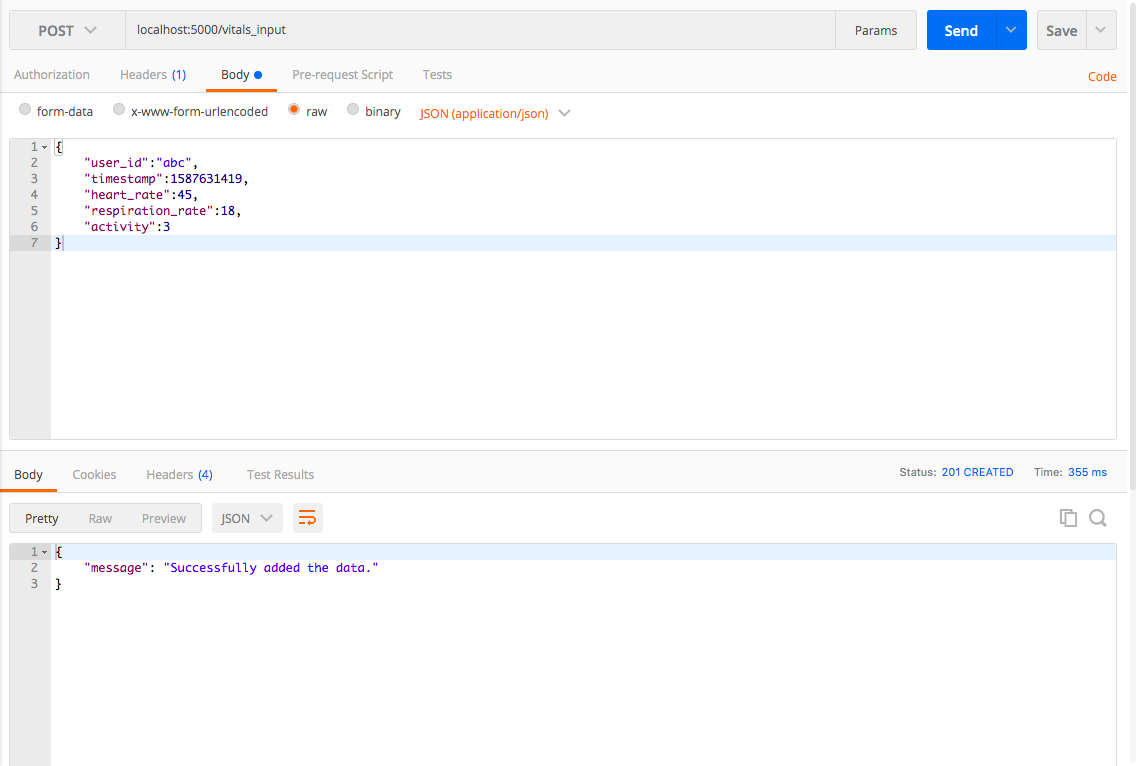 POST localhost:5000/vitals_input Params Send Save
Authorization Headers (1) Body Pre-request Script Tests Code
form-data x-www-form-urlencoded raw binary JSON (application/json)
1 {
2 "user_id":"abc",
3 "timestamp":1587631419,
4 "heart_rate":45,
5 "respiration_rate":18,
6 "activity":3
7 }
Body Cookies Headers (4) Test Results Status: 201 CREATED Time: 355 ms
Pretty Raw Preview JSON
1 {
2 "message": "Successfully added the data."
3 }